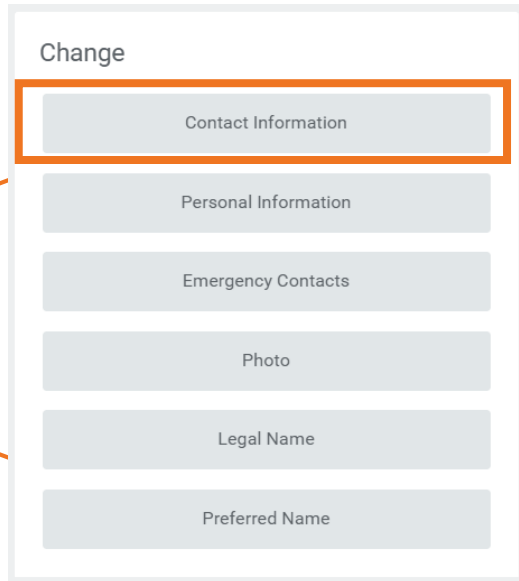 Change
Contact Information
Personal Information
Emergency Contacts
Photo
Legal Name
Preferred Name